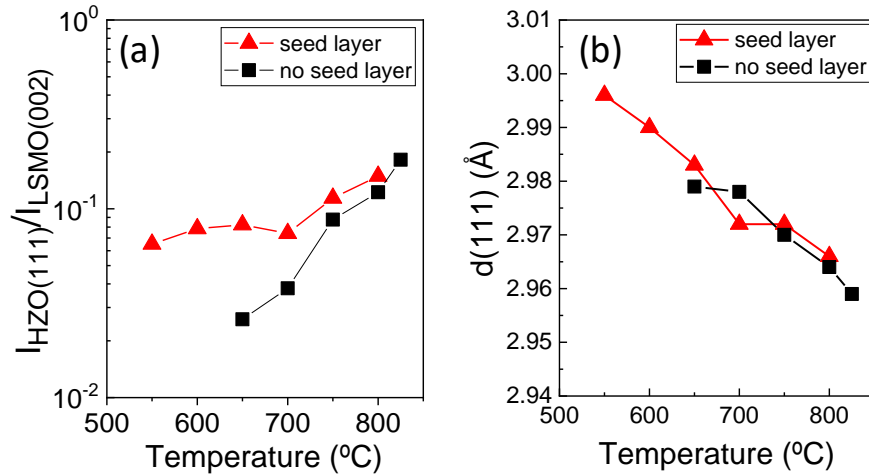 (a)
seed layer
no seed layer
10^0
10^-1
10^-2
I_HZO(111)/I_LSMO(002)
500 600 700 800
Temperature (ºC)
(b)
seed layer
no seed layer
3.01
3.00
2.99
2.98
2.97
2.96
2.95
2.94
d(111) (Å)
500 600 700 800
Temperature (ºC)